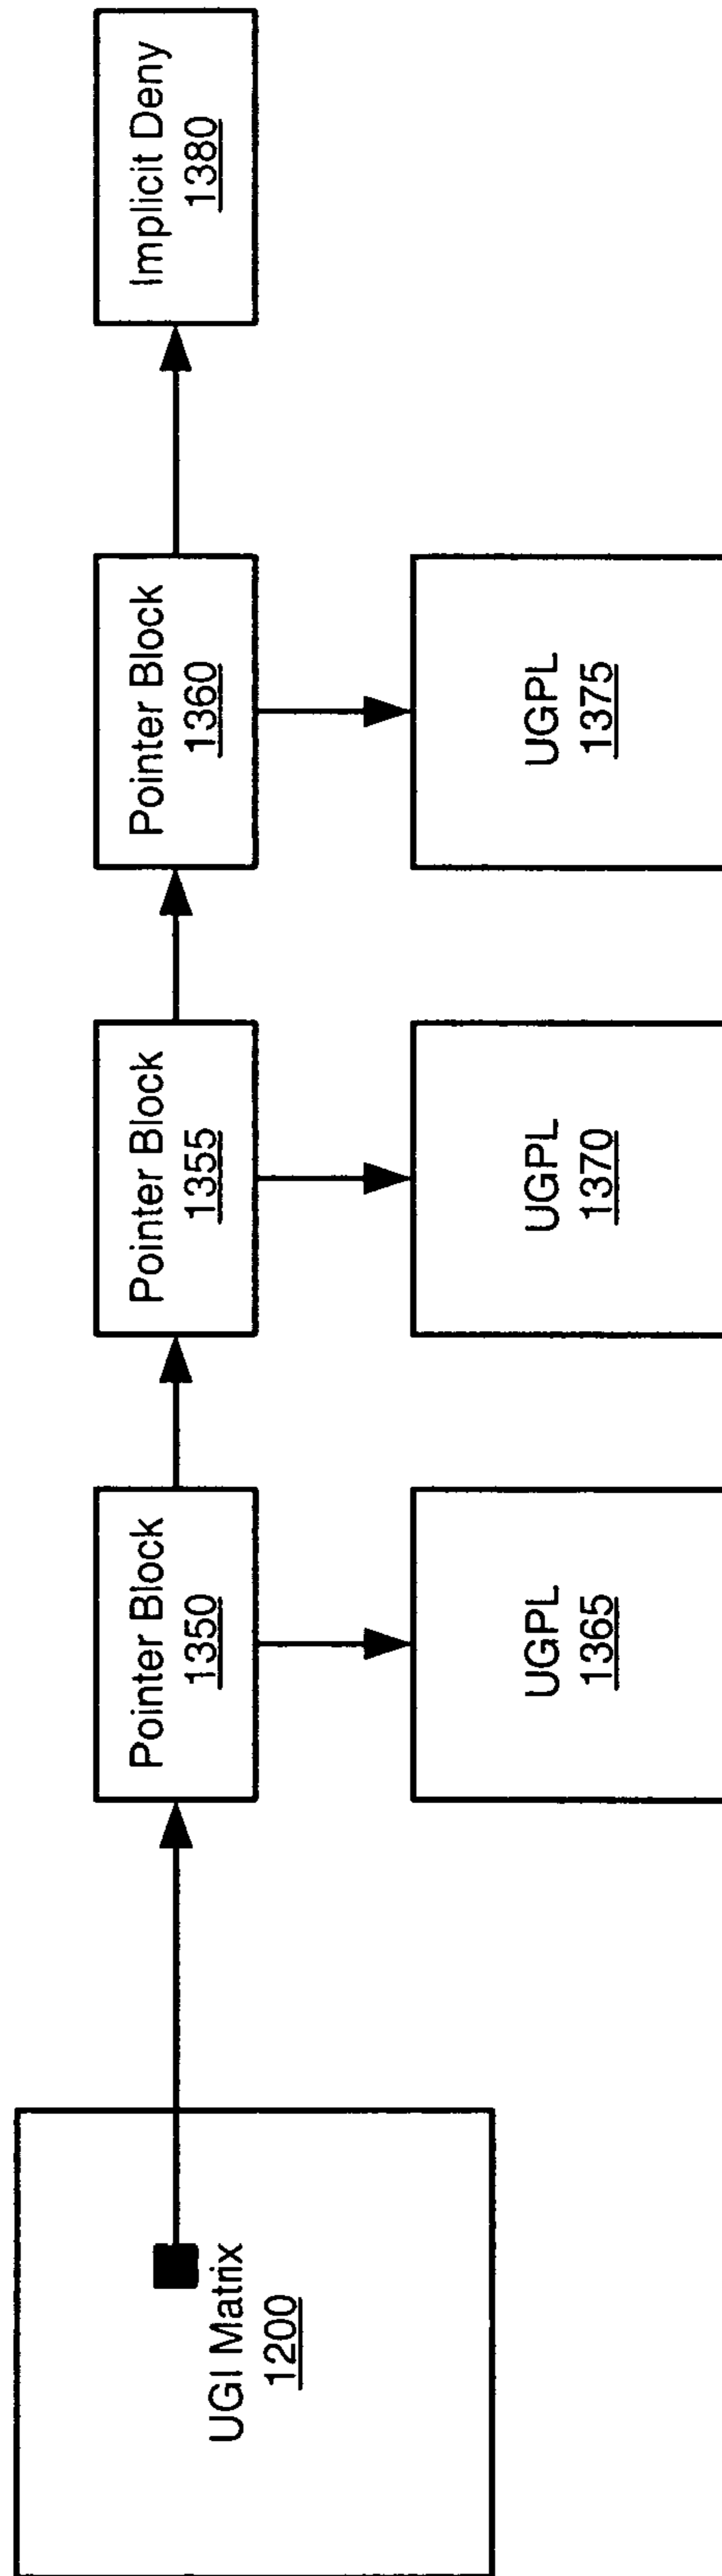 UGI Matrix
1200
Pointer Block
1350
Pointer Block
1355
Pointer Block
1360
Implicit Deny
1380
UGPL
1365
UGPL
1370
UGPL
1375